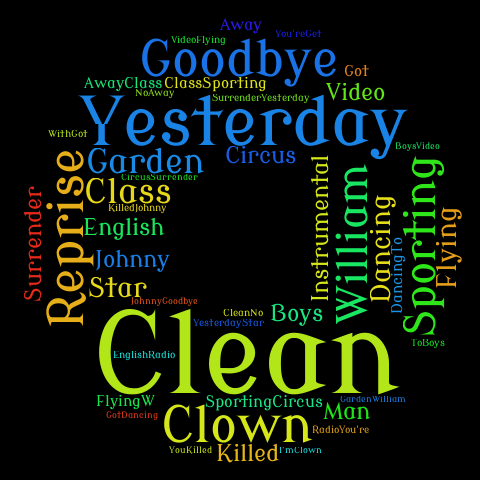 Away
You'reGot
VideoFlying
Goodbye
Got
AwayClass
ClassSporting
NoAway
Video
SurrenderYesterday
Yesterday
WithGot
BoysVideo
Garden
Circus
CircusSurrender
Class
KilledJohnny
English
Johnny
Star
Reprise
Surrender
Instrumental
William
Dancing
DancingTo
Sporting
Flying
JohnnyGoodbye
CleanNo
Boys
YesterdayStar
ToBoys
Clean
EnglishRadio
FlyingW
SportingCircus
GardenWilliam
GotDancing
Clown
Man
RadioYou're
YouKilled
Killed
I'mClown